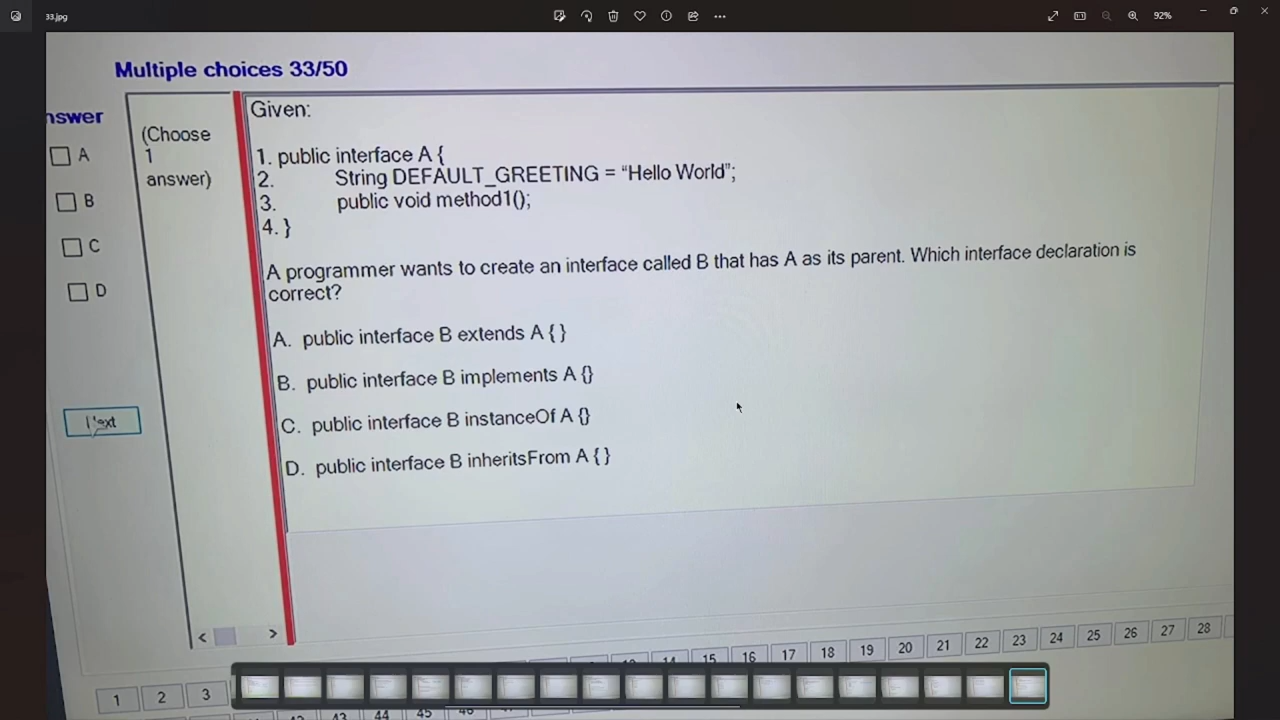 33.jpg
92%
Multiple choices 33/50
nswer
A
B
C
D
(Choose
1
answer)
Given:
1. public interface A {
2. String DEFAULT_GREETING = “Hello World”;
3. public void method1();
4. }
A programmer wants to create an interface called B that has A as its parent. Which interface declaration is
correct?
A. public interface B extends A { }
B. public interface B implements A {}
C. public interface B instanceOf A {}
D. public interface B inheritsFrom A { }
< >
1 2 3
14 15 16 17 18 19 20 21 22 23 24 25 26 27 28
43 44 45 46